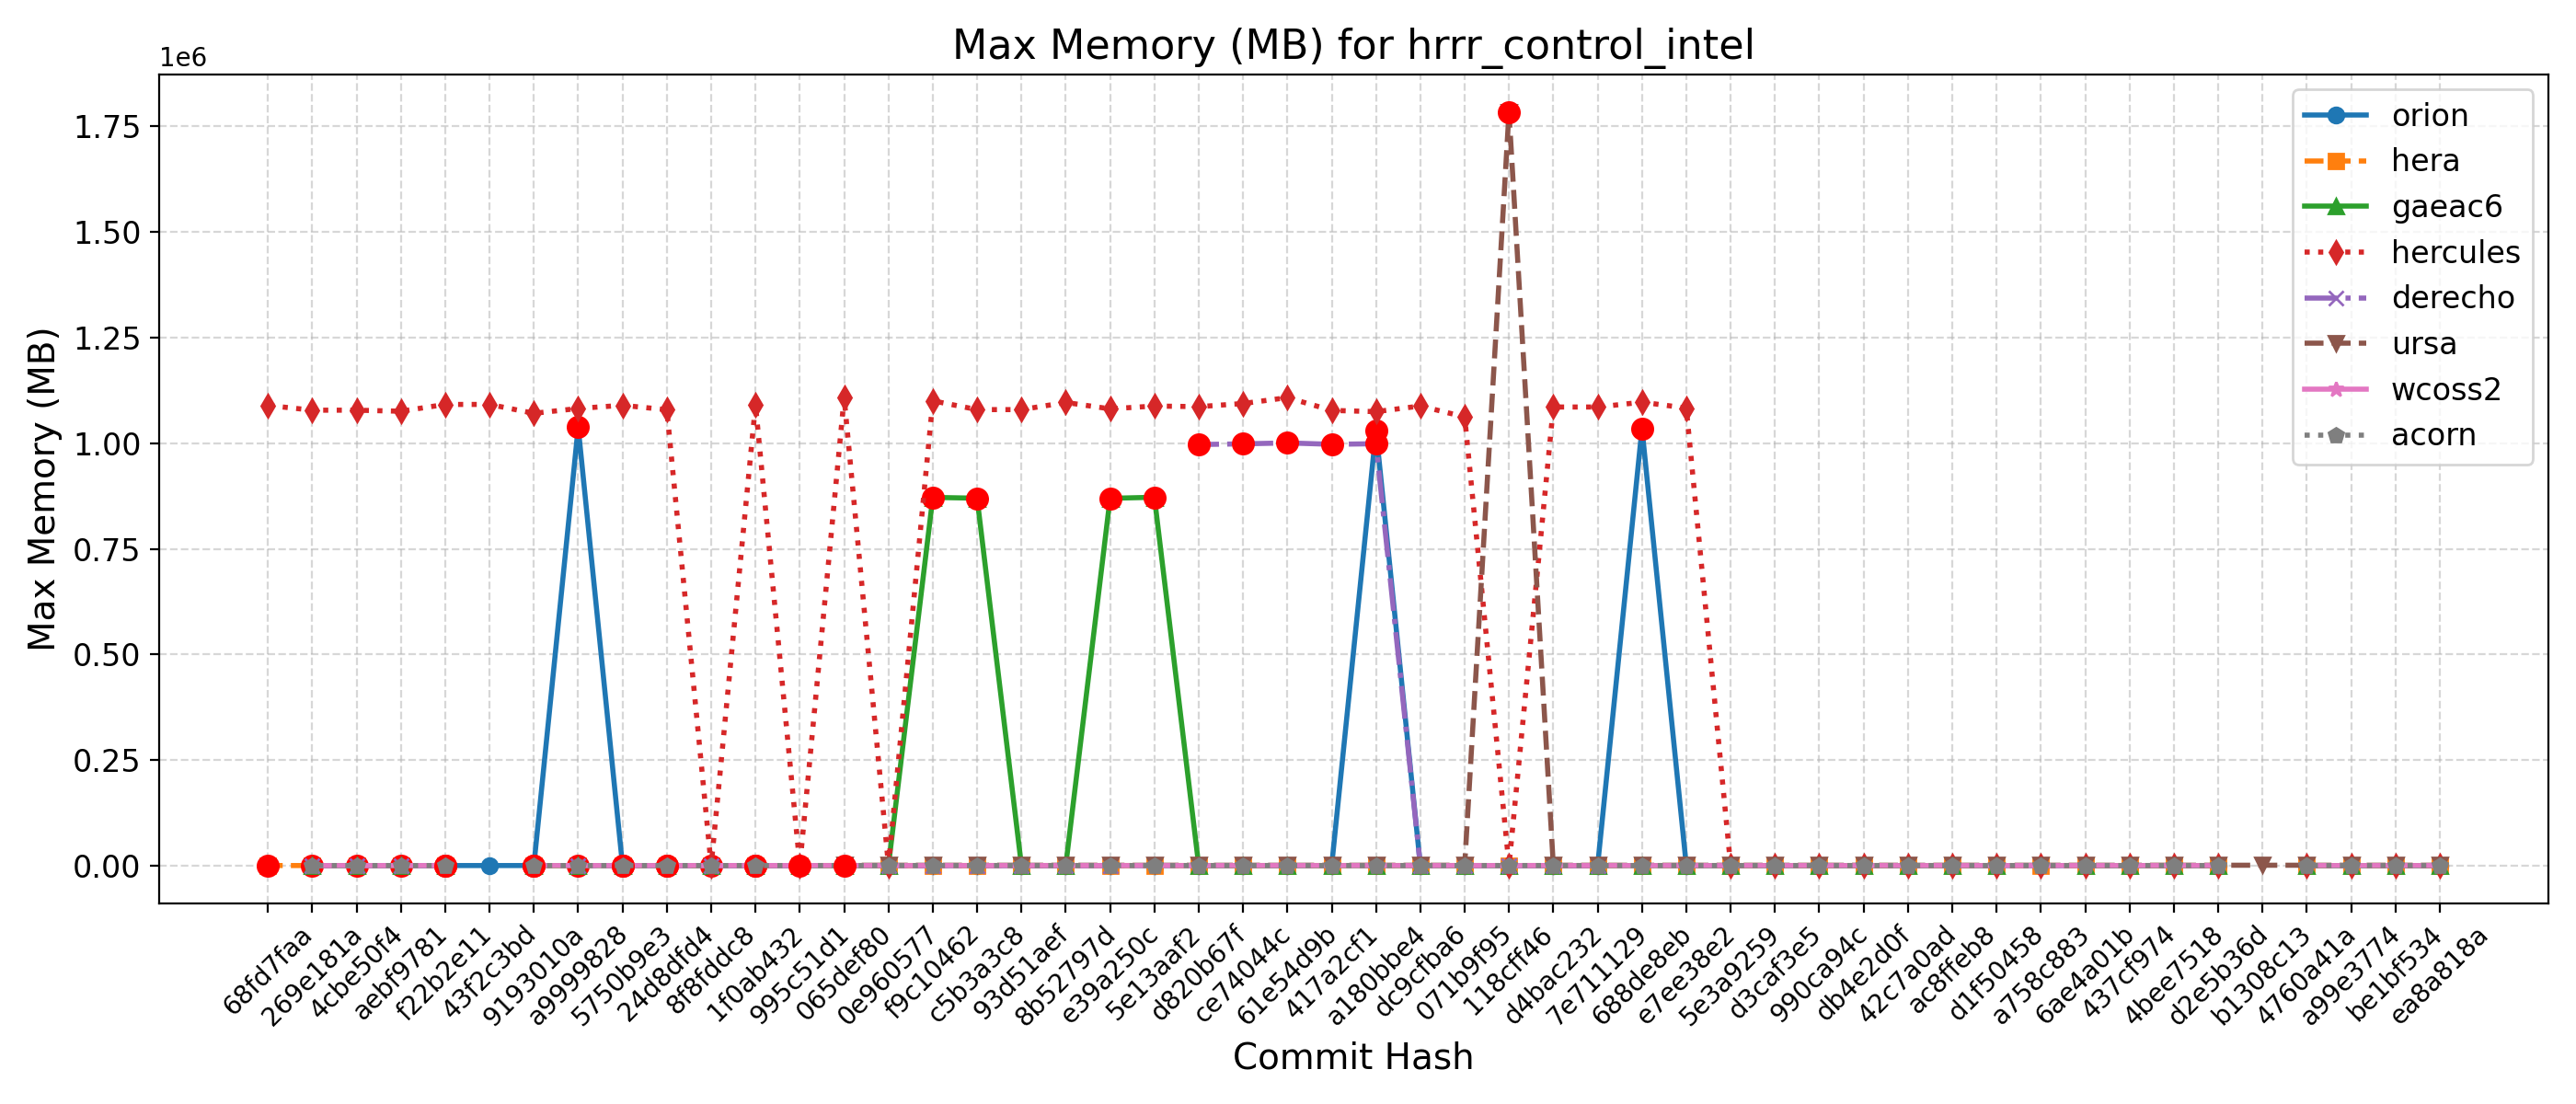 Max Memory (MB) for hrrr_control_intel
1e6
1.75
1.50
1.25
1.00
0.75
0.50
0.25
0.00
Max Memory (MB)
orion
hera
gaeac6
hercules
derecho
ursa
wcoss2
acorn
68fd7faa
269e181a
4cbe50f4
aebf9781
f22b2e11
43f2c3bd
9193010a
a9999828
5750b9e3
24d8dfd4
8f8fddc8
1f0ab432
995c51d1
065def80
0e960577
f9c10462
c5b3a3c8
93d51aef
8b52797d
e39a250c
5e13aaf2
d820b67f
ce74044c
61e54d9b
417a2cf1
a180bbe4
dc9cfba6
071b9f95
118cff46
d4bac232
7e711129
688de8eb
e7ee38e2
5e3a9259
d3caf3e5
990ca94c
db4e2d0f
42c7a0ad
ac8ffeb8
d1f50458
a758c883
6ae4a01b
437cf974
4bee7518
d2e5b36d
b1308c13
4760a41a
a99e3774
be1bf534
ea8a818a
Commit Hash